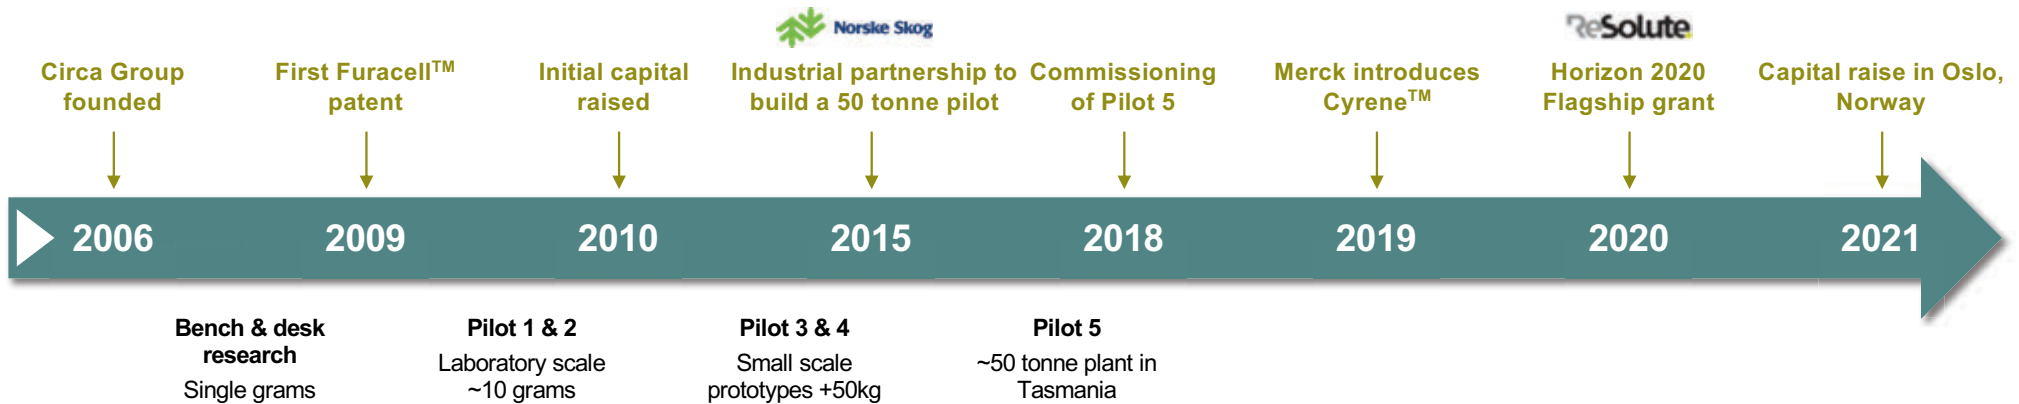 Norske Skog
ReSolute
Circa Group
founded
First Furacell™
patent
Initial capital
raised
Industrial partnership to
build a 50 tonne pilot
Commissioning
of Pilot 5
Merck introduces
Cyrene™
Horizon 2020
Flagship grant
Capital raise in Oslo,
Norway
2006
2009
2010
2015
2018
2019
2020
2021
Bench & desk
research
Single grams
Pilot 1 & 2
Laboratory scale
~10 grams
Pilot 3 & 4
Small scale
prototypes +50kg
Pilot 5
~50 tonne plant in
Tasmania